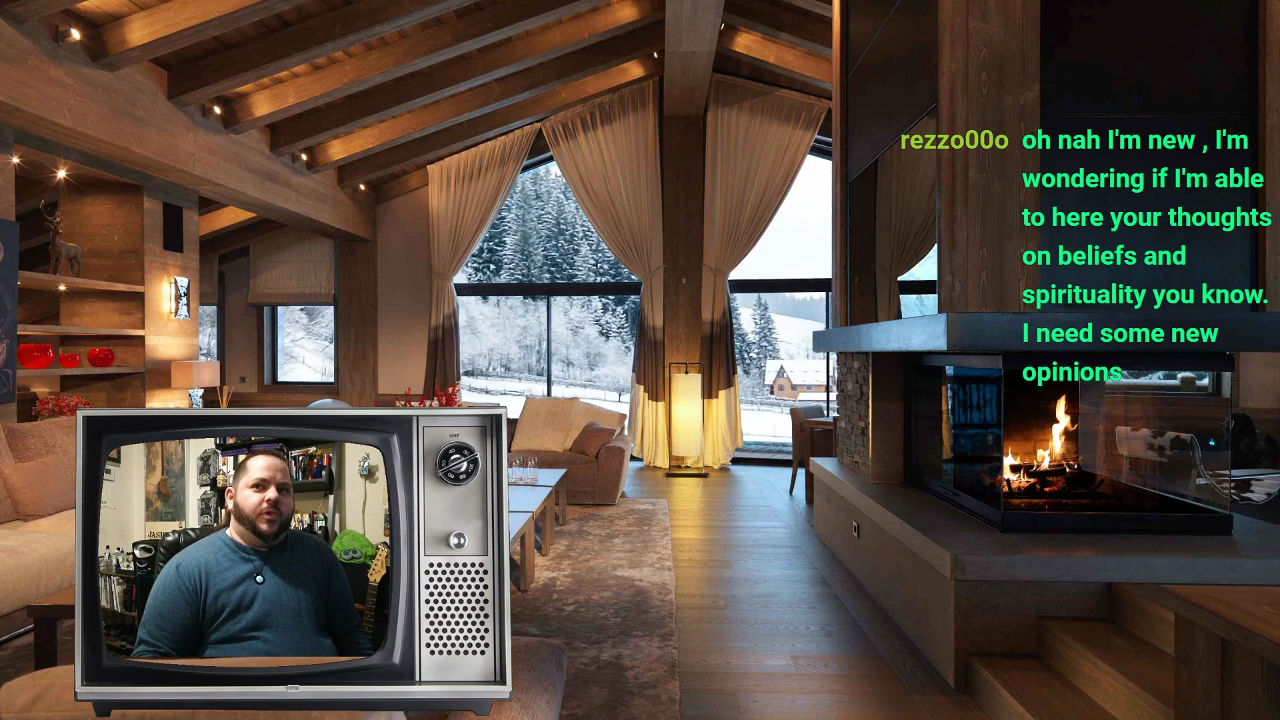 rezzo00o oh nah I'm new , I'm
wondering if I'm able
to here your thoughts
on beliefs and
spirituality you know.
I need some new
opinions